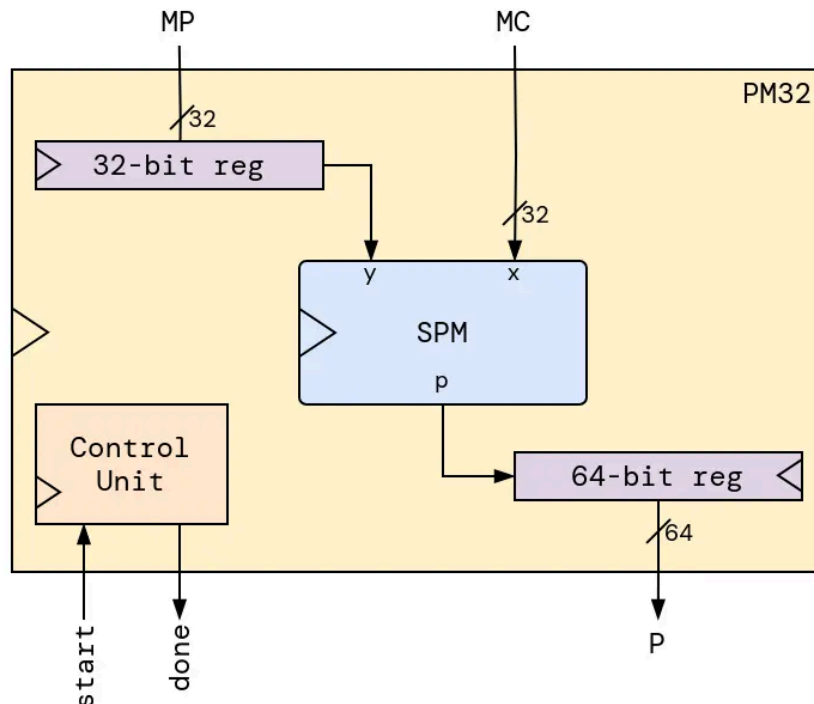 MP
MC
PM32
32
32-bit reg
32
y
x
SPM
p
Control
Unit
64-bit reg
64
start
done
P